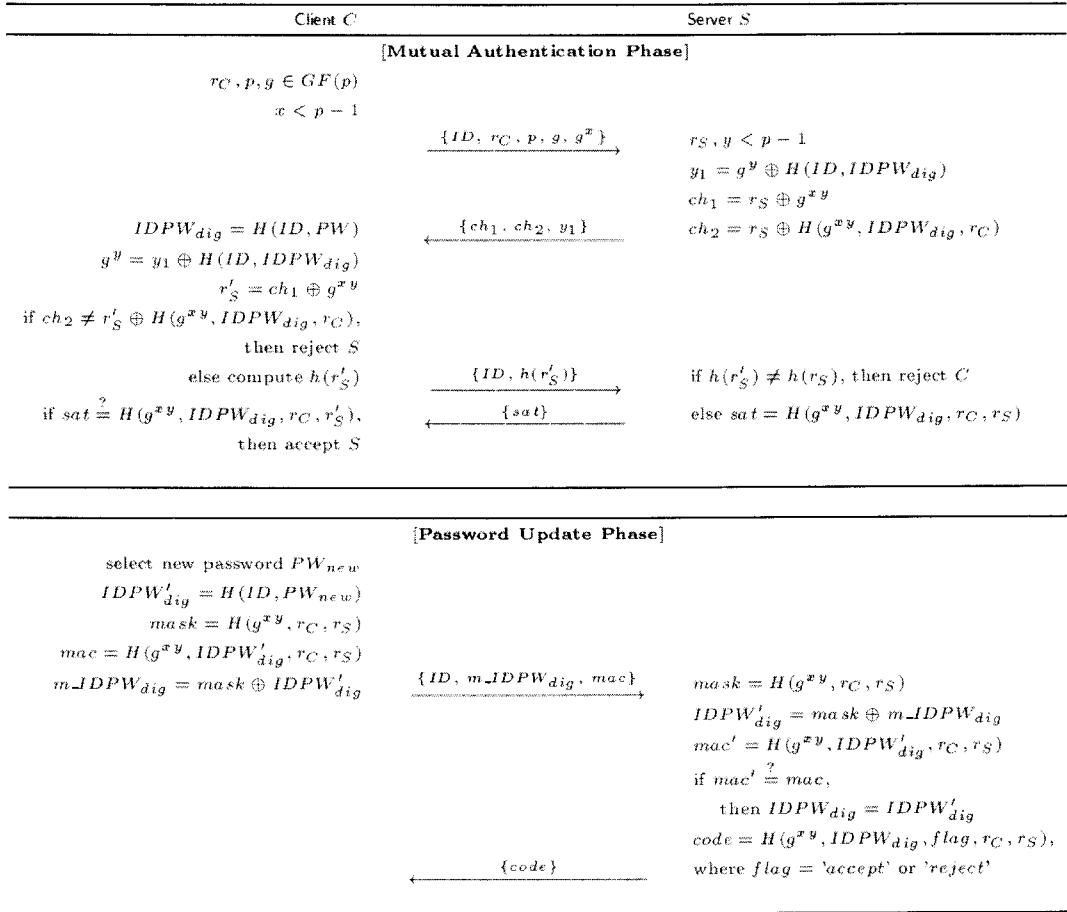 Client C Server S
[Mutual Authentication Phase]
r_C, p, g ∈ GF(p)
x < p − 1
{ID, r_C, p, g, g^x} r_S, y < p − 1
y_1 = g^y ⊕ H(ID, IDPW_dig)
ch_1 = r_S ⊕ g^xy
IDPW_dig = H(ID, PW) {ch_1, ch_2, y_1} ch_2 = r_S ⊕ H(g^xy, IDPW_dig, r_C)
g^y = y_1 ⊕ H(ID, IDPW_dig)
r'_S = ch_1 ⊕ g^xy
if ch_2 ≠ r'_S ⊕ H(g^xy, IDPW_dig, r_C),
then reject S
else compute h(r'_S) {ID, h(r'_S)} if h(r'_S) ≠ h(r_S), then reject C
if sat ≟ H(g^xy, IDPW_dig, r_C, r'_S), {sat} else sat = H(g^xy, IDPW_dig, r_C, r_S)
then accept S
[Password Update Phase]
select new password PW_new
IDPW'_dig = H(ID, PW_new)
mask = H(g^xy, r_C, r_S)
mac = H(g^xy, IDPW'_dig, r_C, r_S)
m_IDPW_dig = mask ⊕ IDPW'_dig {ID, m_IDPW_dig, mac} mask = H(g^xy, r_C, r_S)
IDPW'_dig = mask ⊕ m_IDPW_dig
mac' = H(g^xy, IDPW'_dig, r_C, r_S)
if mac' ≟ mac,
then IDPW_dig = IDPW'_dig
code = H(g^xy, IDPW_dig, flag, r_C, r_S),
{code} where flag = 'accept' or 'reject'